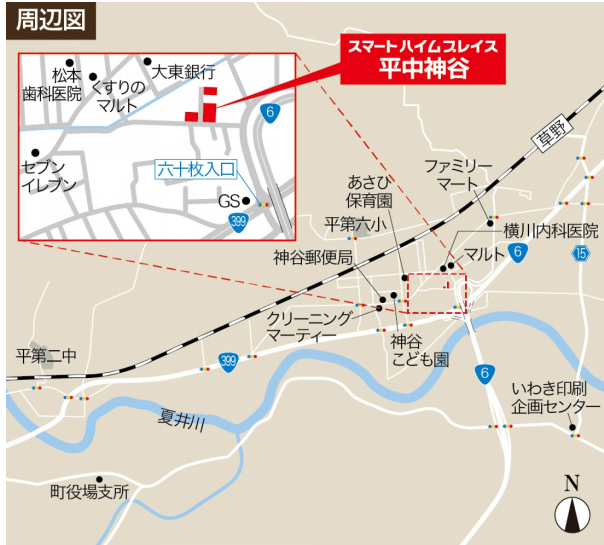 周辺図
スマートハイムプレイス
平中神谷
松本
歯科医院
くすりの
マルト
大東銀行
6
セブン
イレブン
六十枚入口
GS
399
草野
ファミリー
マート
あさひ
保育園
平第六小
横川内科医院
マルト
6
15
神谷郵便局
クリーニング
マーティー
神谷
こども園
399
平第二中
6
夏井川
いわき印刷
企画センター
町役場支所
N